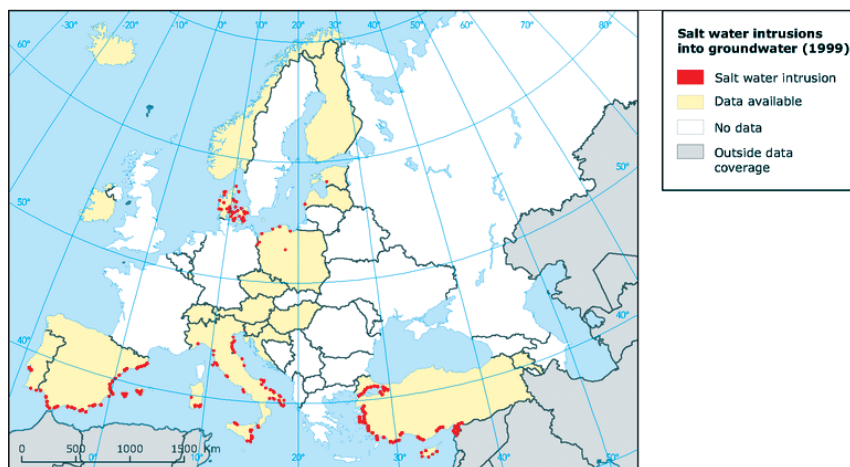 -30°
-20°
-10°
0°
10°
20°
30°
40°
50°
60°
70°
80°
60°
50°
40°
60°
50°
40°
0°
10°
20°
30°
40°
0 500 1000 1500 Km
Salt water intrusions
into groundwater (1999)
Salt water intrusion
Data available
No data
Outside data
coverage